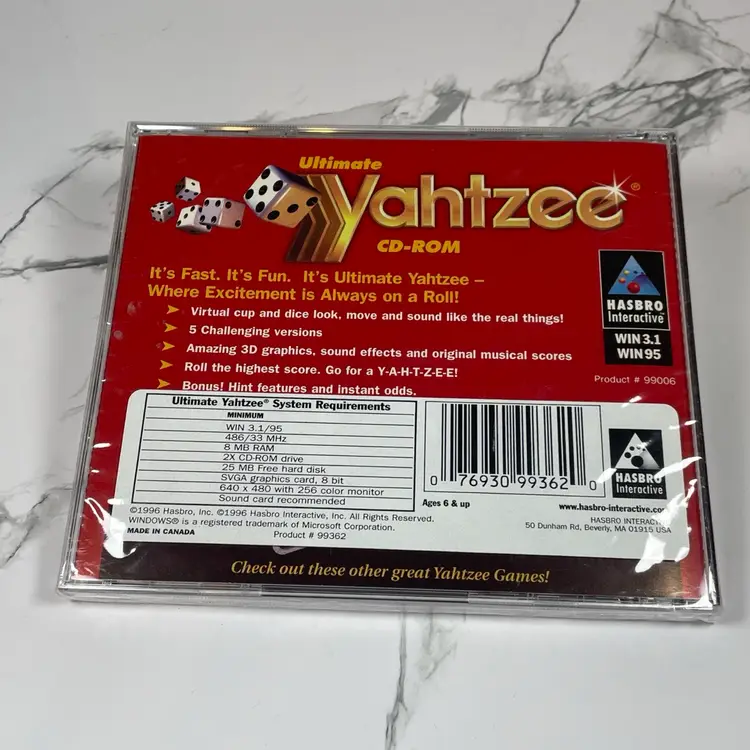 Ultimate
Yahtzee®
CD-ROM
It's Fast. It's Fun. It's Ultimate Yahtzee –
Where Excitement is Always on a Roll!
Virtual cup and dice look, move and sound like the real things!
5 Challenging versions
Amazing 3D graphics, sound effects and original musical scores
Roll the highest score. Go for a Y-A-H-T-Z-E-E!
Bonus! Hint features and instant odds.
HASBRO
Interactive™
WIN 3.1
WIN 95
Product # 99006
Ultimate Yahtzee® System Requirements
MINIMUM
WIN 3.1/95
486/33 MHz
8 MB RAM
2X CD-ROM drive
25 MB Free hard disk
SVGA graphics card, 8 bit
640 x 480 with 256 color monitor
Sound card recommended
0 76930 99362 0
Ages 6 & up
HASBRO
Interactive
www.hasbro-interactive.com
HASBRO INTERAC
50 Dunham Rd, Beverly, MA 01915 USA
©1996 Hasbro, Inc. ©1996 Hasbro Interactive, Inc. All Rights Reserved.
WINDOWS® is a registered trademark of Microsoft Corporation.
MADE IN CANADA
Product # 99362
Check out these other great Yahtzee Games!